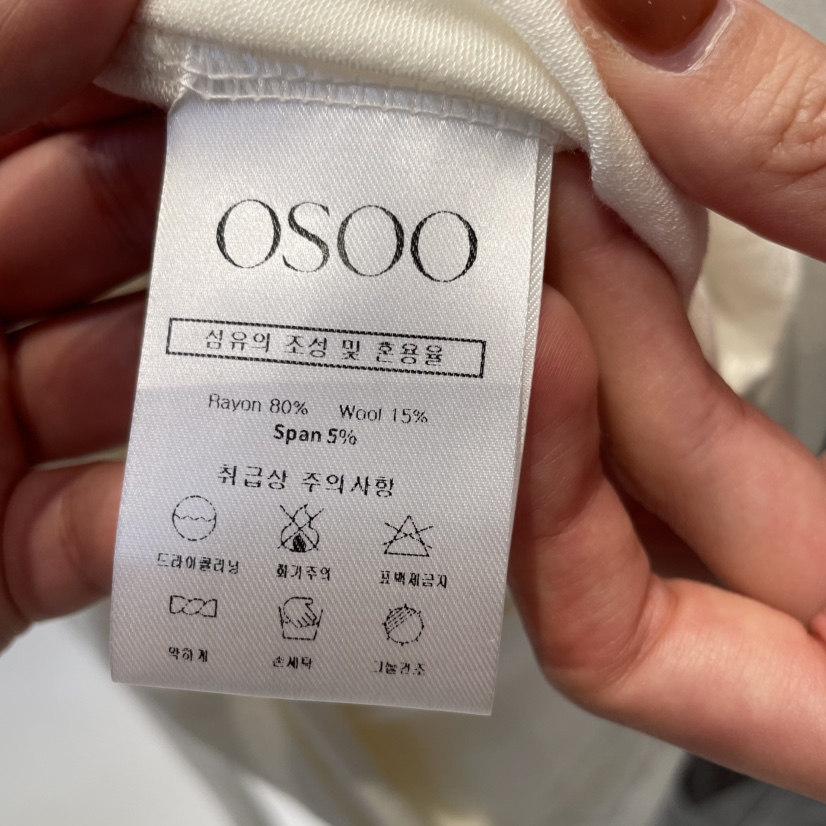 OSOO
섬유의 조성 및 혼용율
Rayon 80% Wool 15%
Span 5%
취급상 주의사항
드라이클리닝 화기주의 표백제금지
약하게 손세탁 그늘건조